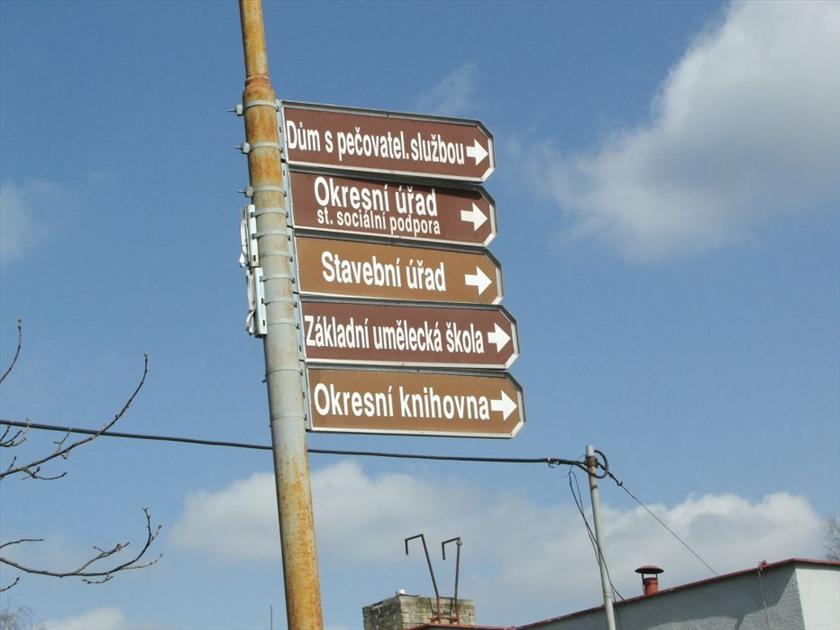 Dům s pečovatel.službou
Okresní úřad
st. sociální podpora
Stavební úřad
Základní umělecká škola
Okresní knihovna